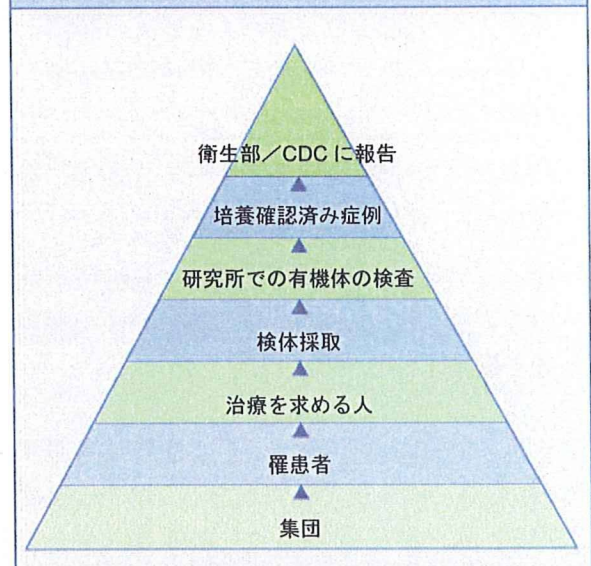 衛生部／CDC に報告
培養確認済み症例
研究所での有機体の検査
検体採取
治療を求める人
罹患者
集団